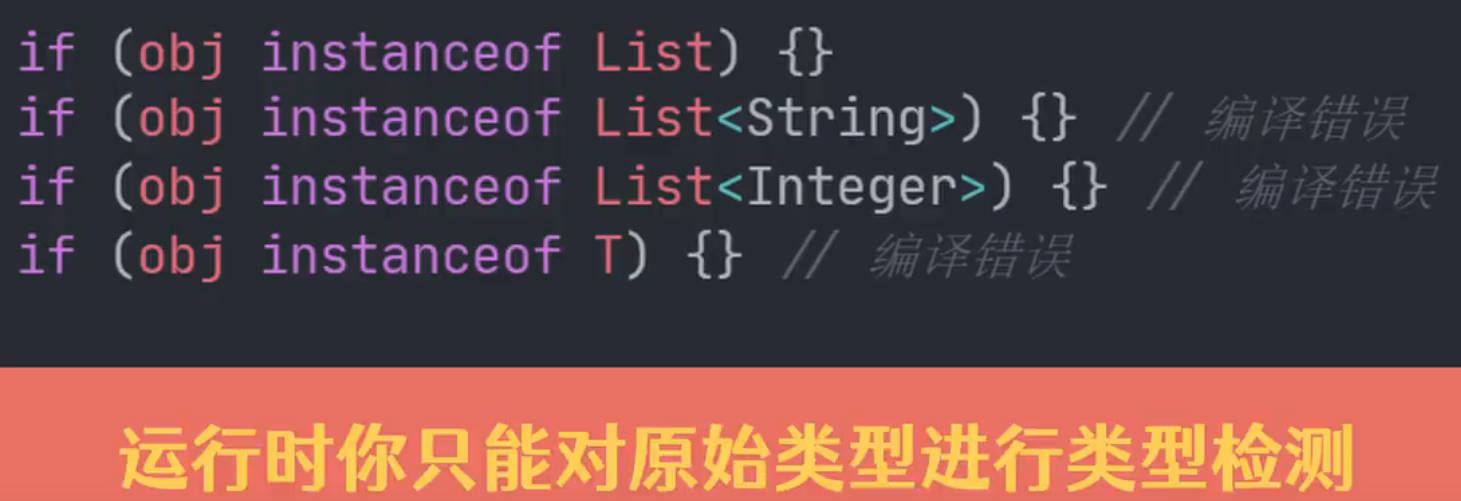 if (obj instanceof List) {}
if (obj instanceof List<String>) {} // 编译错误
if (obj instanceof List<Integer>) {} // 编译错误
if (obj instanceof T) {} // 编译错误
运行时你只能对原始类型进行类型检测